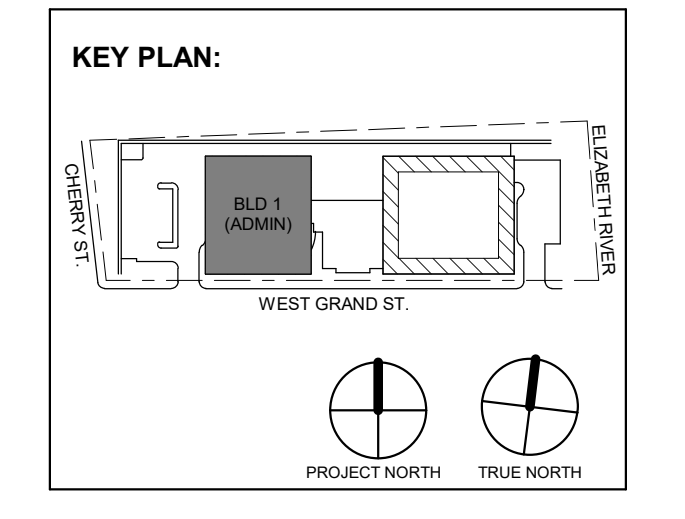 KEY PLAN:
CHERRY ST.
BLD 1
(ADMIN)
ELIZABETH RIVER
WEST GRAND ST.
PROJECT NORTH
TRUE NORTH